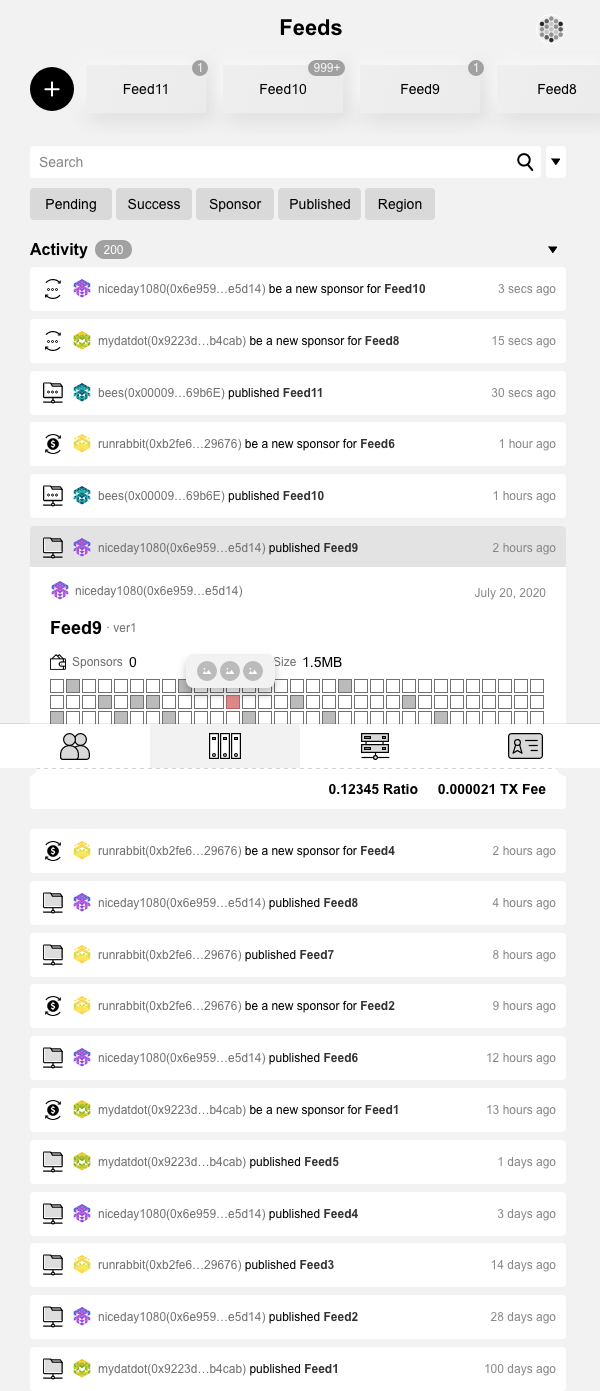 Feeds
1
999+
1
Feed11
Feed10
Feed9
Feed8
Search
Pending
Success
Sponsor
Published
Region
Activity 200
niceday1080(0x6e959…e5d14) be a new sponsor for Feed10 3 secs ago
mydatdot(0x9223d…b4cab) be a new sponsor for Feed8 15 secs ago
bees(0x00009…69b6E) published Feed11 30 secs ago
runrabbit(0xb2fe6…29676) be a new sponsor for Feed6 1 hour ago
bees(0x00009…69b6E) published Feed10 1 hours ago
niceday1080(0x6e959…e5d14) published Feed9 2 hours ago
niceday1080(0x6e959…e5d14) July 20, 2020
Feed9 · ver1
Sponsors 0 Size 1.5MB
0.12345 Ratio 0.000021 TX Fee
runrabbit(0xb2fe6…29676) be a new sponsor for Feed4 2 hours ago
niceday1080(0x6e959…e5d14) published Feed8 4 hours ago
runrabbit(0xb2fe6…29676) published Feed7 8 hours ago
runrabbit(0xb2fe6…29676) be a new sponsor for Feed2 9 hours ago
niceday1080(0x6e959…e5d14) published Feed6 12 hours ago
mydatdot(0x9223d…b4cab) be a new sponsor for Feed1 13 hours ago
mydatdot(0x9223d…b4cab) published Feed5 1 days ago
niceday1080(0x6e959…e5d14) published Feed4 3 days ago
runrabbit(0xb2fe6…29676) published Feed3 14 days ago
niceday1080(0x6e959…e5d14) published Feed2 28 days ago
mydatdot(0x9223d…b4cab) published Feed1 100 days ago